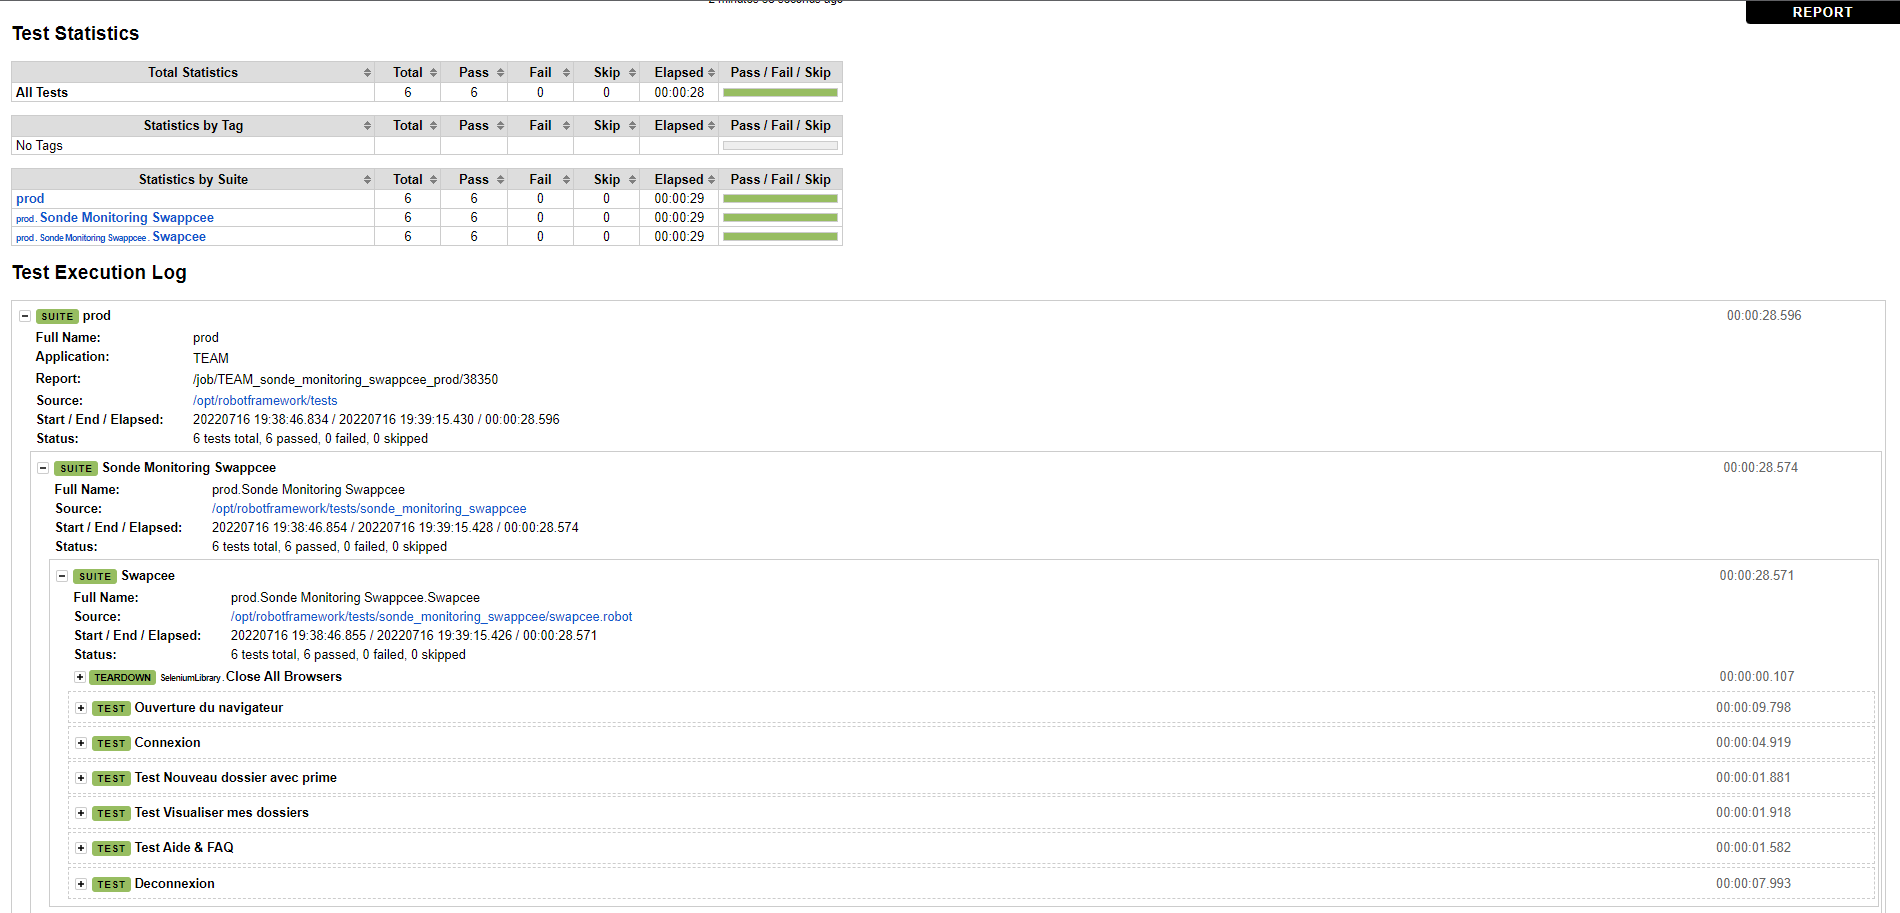 REPORT
Test Statistics
Total Statistics Total Pass Fail Skip Elapsed Pass / Fail / Skip
All Tests 6 6 0 0 00:00:28
Statistics by Tag Total Pass Fail Skip Elapsed Pass / Fail / Skip
No Tags
Statistics by Suite Total Pass Fail Skip Elapsed Pass / Fail / Skip
prod 6 6 0 0 00:00:29
prod . Sonde Monitoring Swappcee 6 6 0 0 00:00:29
prod . Sonde Monitoring Swappcee . Swapcee 6 6 0 0 00:00:29
Test Execution Log
SUITE prod 00:00:28.596
Full Name: prod
Application: TEAM
Report: /job/TEAM_sonde_monitoring_swappcee_prod/38350
Source: /opt/robotframework/tests
Start / End / Elapsed: 20220716 19:38:46.834 / 20220716 19:39:15.430 / 00:00:28.596
Status: 6 tests total, 6 passed, 0 failed, 0 skipped
SUITE Sonde Monitoring Swappcee 00:00:28.574
Full Name: prod.Sonde Monitoring Swappcee
Source: /opt/robotframework/tests/sonde_monitoring_swappcee
Start / End / Elapsed: 20220716 19:38:46.854 / 20220716 19:39:15.428 / 00:00:28.574
Status: 6 tests total, 6 passed, 0 failed, 0 skipped
SUITE Swapcee 00:00:28.571
Full Name: prod.Sonde Monitoring Swappcee.Swapcee
Source: /opt/robotframework/tests/sonde_monitoring_swappcee/swapcee.robot
Start / End / Elapsed: 20220716 19:38:46.855 / 20220716 19:39:15.426 / 00:00:28.571
Status: 6 tests total, 6 passed, 0 failed, 0 skipped
TEARDOWN SeleniumLibrary . Close All Browsers 00:00:00.107
TEST Ouverture du navigateur 00:00:09.798
TEST Connexion 00:00:04.919
TEST Test Nouveau dossier avec prime 00:00:01.881
TEST Test Visualiser mes dossiers 00:00:01.918
TEST Test Aide & FAQ 00:00:01.582
TEST Deconnexion 00:00:07.993